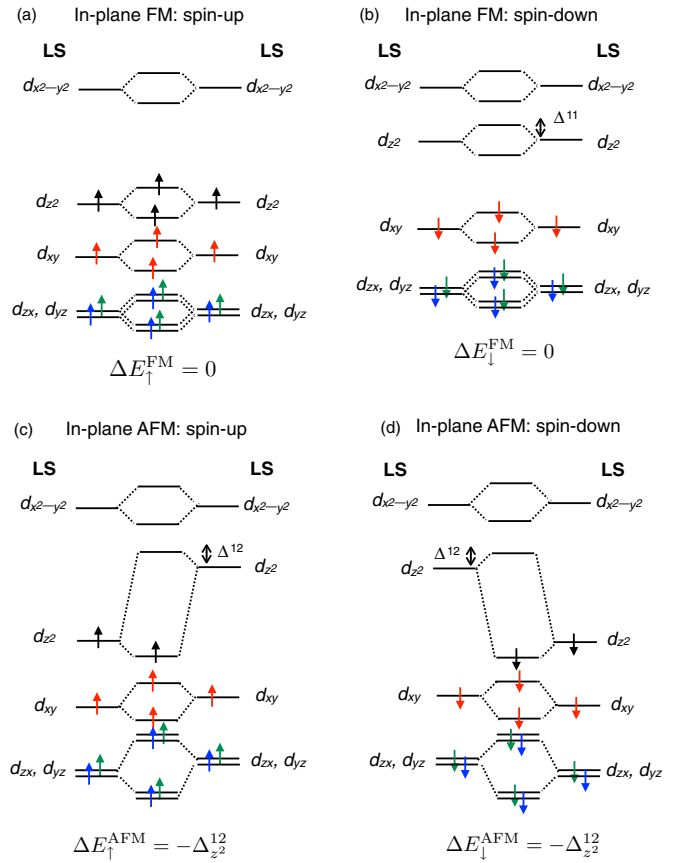 (a) In-plane FM: spin-up
LS LS
dx2—y2 dx2—y2
dz2 dz2
dxy dxy
dzx, dyz dzx, dyz
ΔE↑^FM = 0
(b) In-plane FM: spin-down
LS LS
dx2—y2 dx2—y2
Δ11
dz2 dz2
dxy dxy
dzx, dyz dzx, dyz
ΔE↓^FM = 0
(c) In-plane AFM: spin-up
LS LS
dx2—y2 dx2—y2
Δ12
dz2
dz2
dxy dxy
dzx, dyz dzx, dyz
ΔE↑^AFM = −Δ^12_z2
(d) In-plane AFM: spin-down
LS LS
dx2—y2 dx2—y2
Δ12
dz2
dz2
dxy dxy
dzx, dyz dzx, dyz
ΔE↓^AFM = −Δ^12_z2